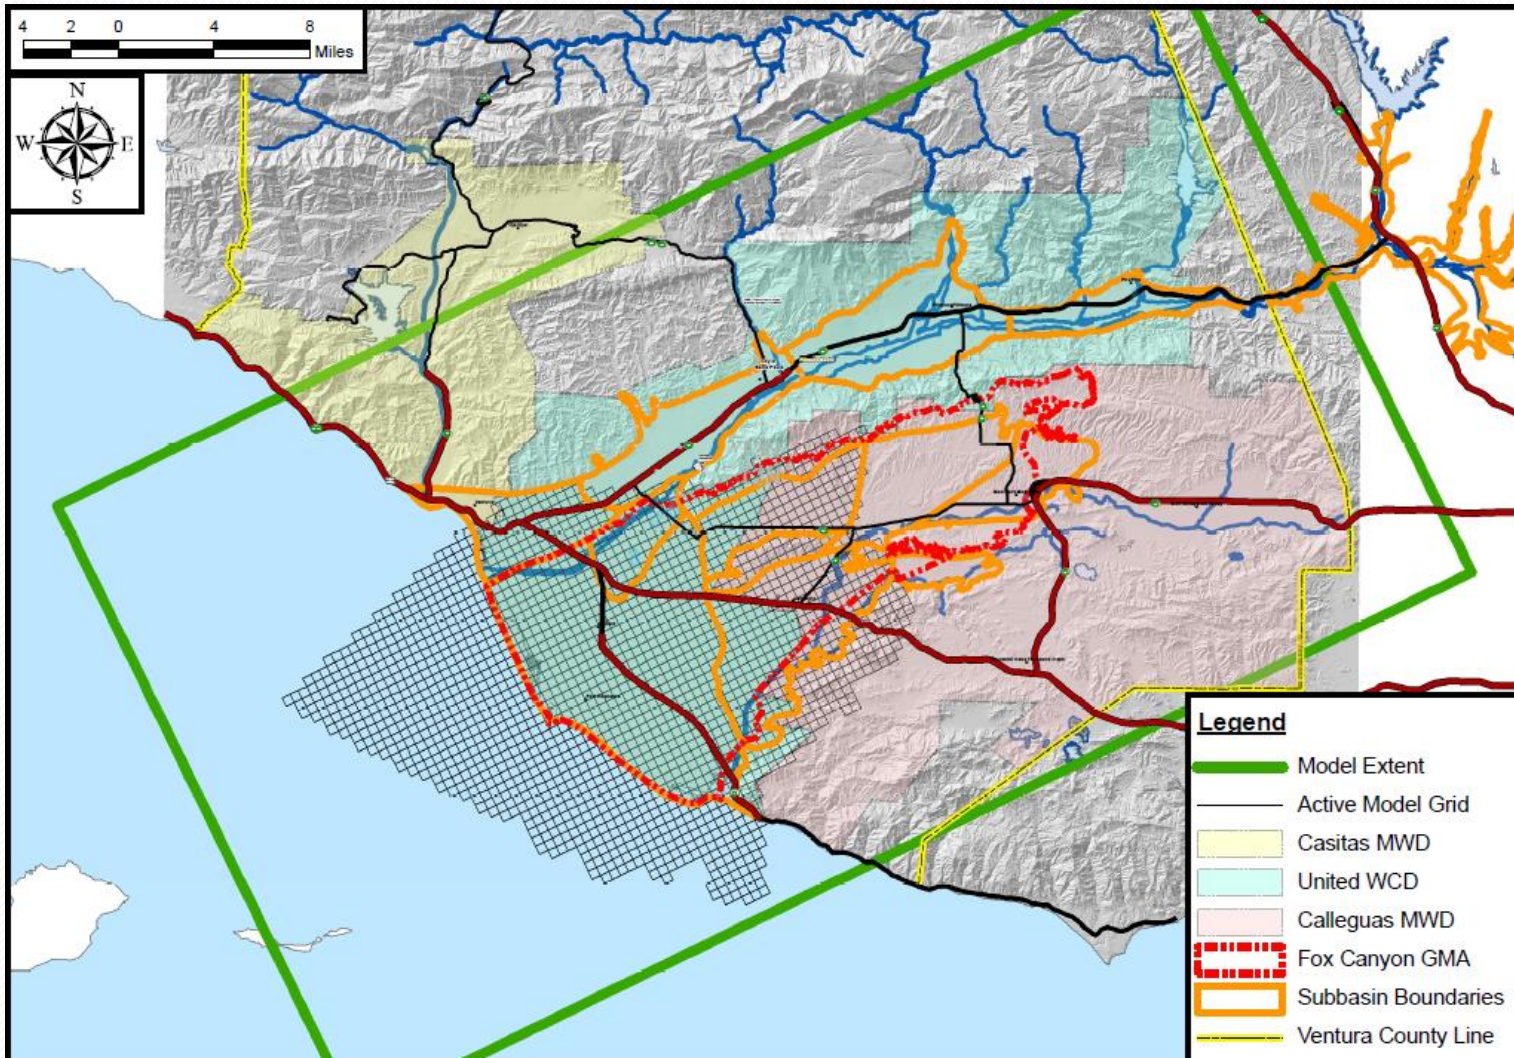 4 2 0 4 8
Miles
N
W E
S
Legend
Model Extent
Active Model Grid
Casitas MWD
United WCD
Calleguas MWD
Fox Canyon GMA
Subbasin Boundaries
Ventura County Line